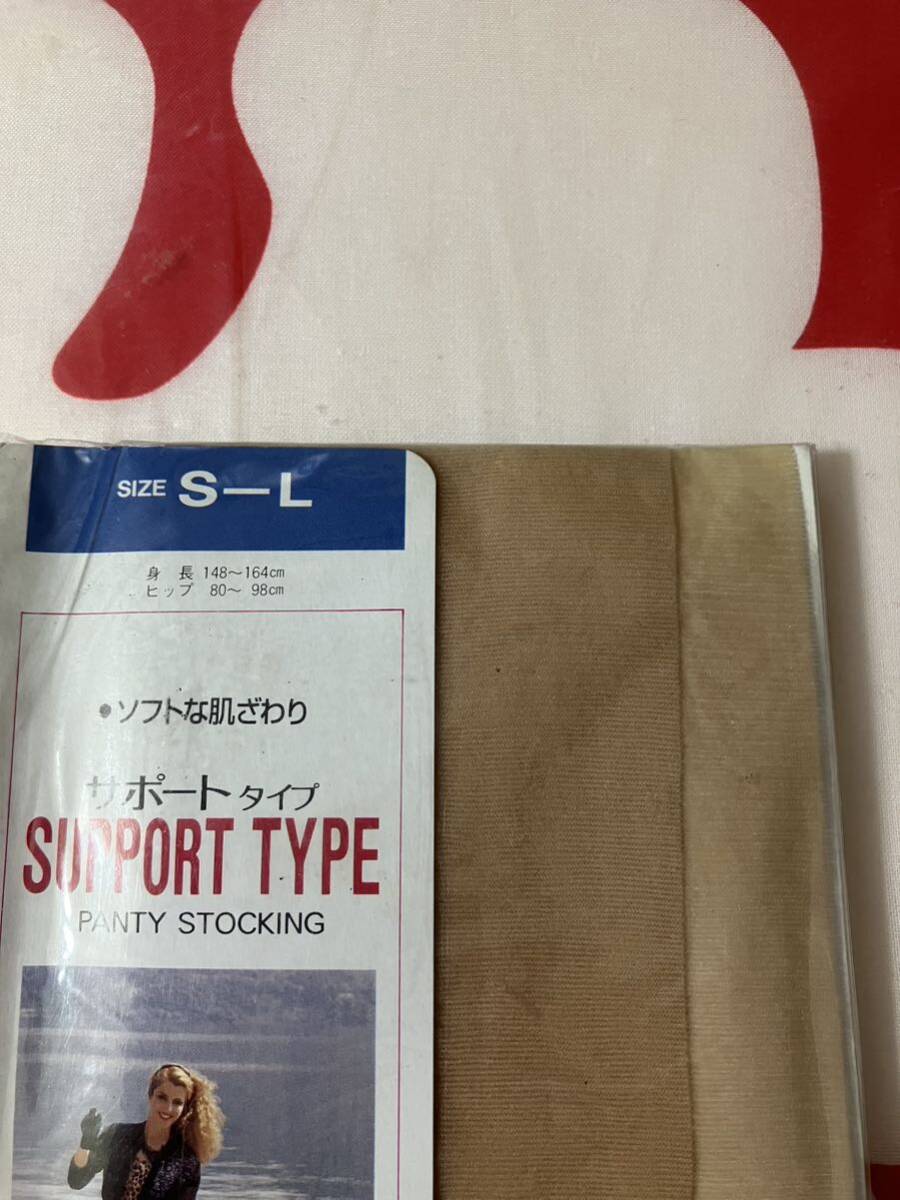 SIZE S—L
身長 148〜164cm
ヒップ 80〜 98cm
•ソフトな肌ざわり
サポートタイプ
SUPPORT TYPE
PANTY STOCKING